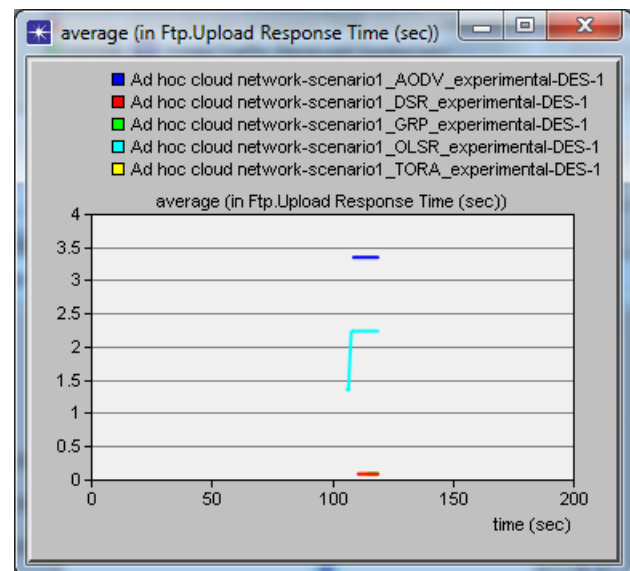 average (in Ftp.Upload Response Time (sec))
Ad hoc cloud network-scenario1_AODV_experimental-DES-1
Ad hoc cloud network-scenario1_DSR_experimental-DES-1
Ad hoc cloud network-scenario1_GRP_experimental-DES-1
Ad hoc cloud network-scenario1_OLSR_experimental-DES-1
Ad hoc cloud network-scenario1_TORA_experimental-DES-1
average (in Ftp.Upload Response Time (sec))
4
3.5
3
2.5
2
1.5
1
0.5
0
0 50 100 150 200
time (sec)